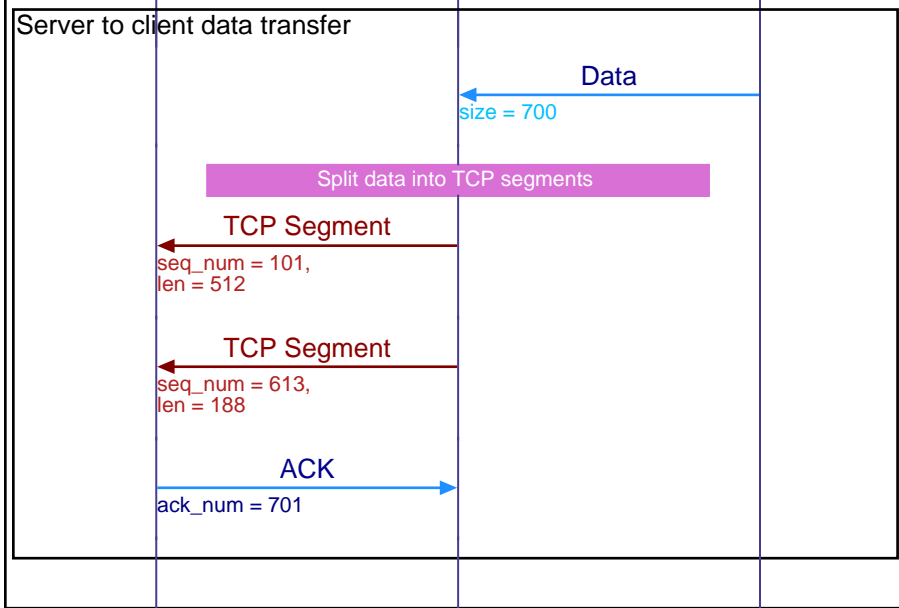 Server to client data transfer
Data
size = 700
Split data into TCP segments
TCP Segment
seq_num = 101,
len = 512
TCP Segment
seq_num = 613,
len = 188
ACK
ack_num = 701